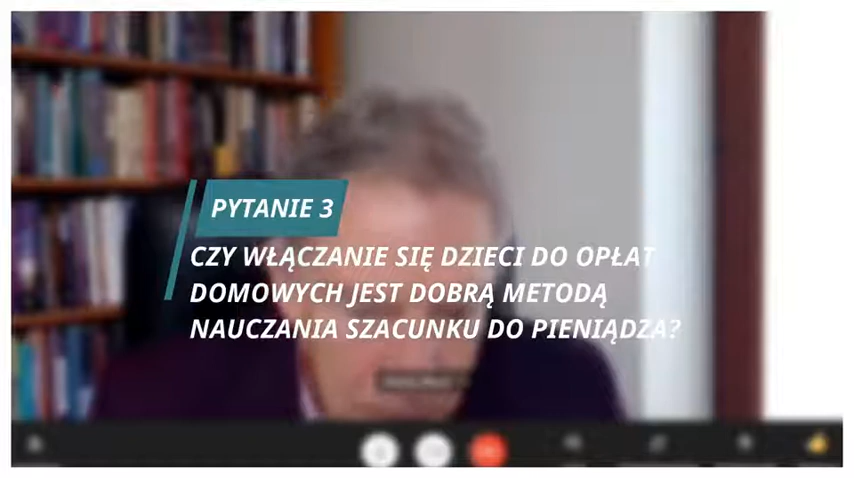 PYTANIE 3
CZY WŁĄCZANIE SIĘ DZIECI DO OPŁAT
DOMOWYCH JEST DOBRĄ METODĄ
NAUCZANIA SZACUNKU DO PIENIĄDZA?